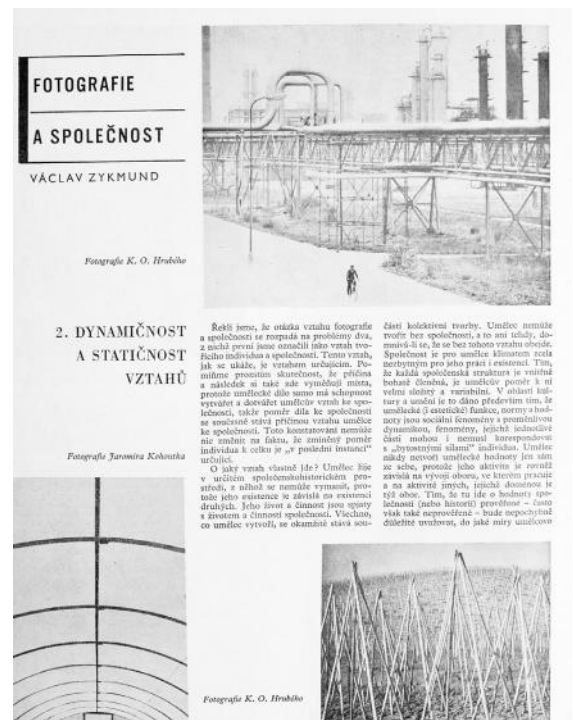 FOTOGRAFIE
A SPOLEČNOST
VÁCLAV ZYKMUND
Fotografie K. O. Hrubého
2. DYNAMIČNOST
A STATIČNOST
VZTAHŮ
Fotografie Jaromíra Kohoutka
Řekli jsme, že otázka vztahu fotografie
a společnosti se rozpadá na problémy dva,
z nichž první jsme označili jako vztah tvo-
řícího individua a společnosti. Tento vztah,
jak se ukáže, je vztahem určujícím. Po-
miňme prozatím skutečnost, že příčina
a následek si také zde vyměňují místa,
protože umělecké dílo samo má schopnost
vytvářet a dotvářet umělcův vztah ke spo-
lečnosti, takže poměr díla ke společnosti
se současně stává příčinou vztahu umělce
ke společnosti. Toto konstatování nemůže
nic změnit na faktu, že zmíněný poměr
individua k celku je „v poslední instanci“
určující.
O jaký vztah vlastně jde? Umělec žije
v určitém společenskohistorickém pro-
středí, z něhož se nemůže vymanit, pro-
tože jeho existence je závislá na existenci
druhých. Jeho život a činnost jsou spjaty
s životem a činností společnosti. Všechno,
co umělec vytvoří, se okamžitě stává sou-
částí kolektivní tvorby. Umělec nemůže
tvořit bez společnosti, a to ani tehdy, do-
mnívá-li se, že se bez tohoto vztahu obejde.
Společnost je pro umělce klimatem zcela
nezbytným pro jeho práci i existenci. Tím,
že každá společenská struktura je vnitřně
bohatě členěná, je umělcův poměr k ní
velmi složitý a variabilní. V oblasti kul-
tury a umění je to dáno především tím, že
umělecké (i estetické) funkce, normy a hod-
noty jsou sociální fenomény s proměnlivou
dynamikou, fenomény, jejichž jednotlivé
části mohou i nemusí korespondovat
s „bytostnými silami“ individua. Umělec
nikdy netvoří umělecké hodnoty jen sám
ze sebe, protože jeho aktivita je rovněž
závislá na vývoji oboru, ve kterém pracuje
a na aktivitě jiných, jejichž doménou je
týž obor. Tím, že tu jde o hodnoty spo-
lečností (nebo historií) prověřené – často
však také neprověřené – bude nepochybně
důležité uvažovat, do jaké míry umělcovo
Fotografie K. O. Hrubého